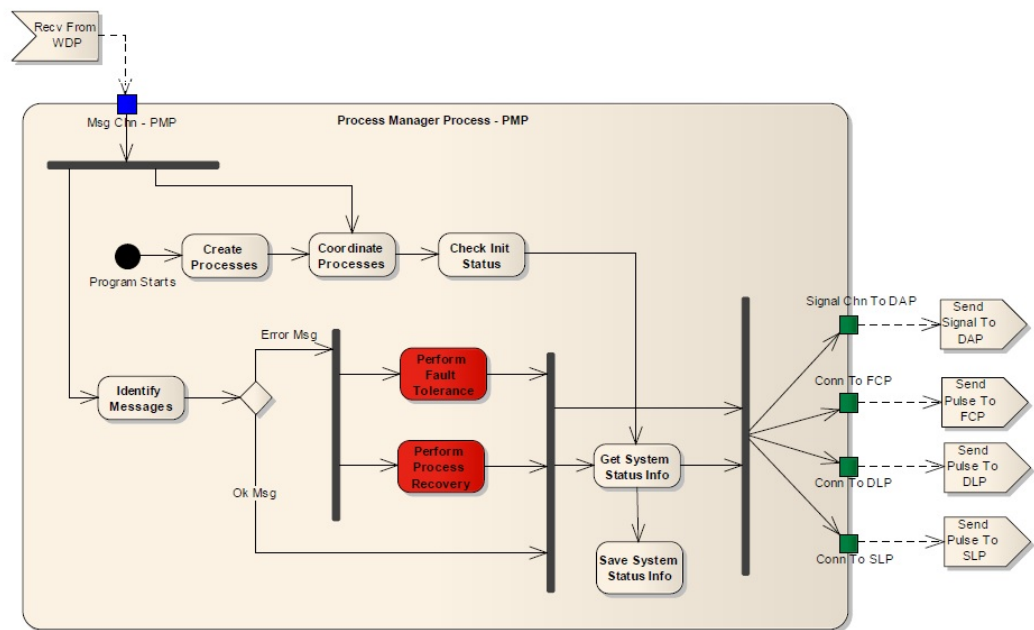 Recv From
WDP
Msg Chn - PMP
Process Manager Process - PMP
Program Starts
Create
Processes
Coordinate
Processes
Check Init
Status
Signal Chn To DAP
Send
Signal To
DAP
Error Msg
Identify
Messages
Perform
Fault
Tolerance
Conn To FCP
Send
Pulse To
FCP
Ok Msg
Perform
Process
Recovery
Get System
Status Info
Conn To DLP
Send
Pulse To
DLP
Save System
Status Info
Conn To SLP
Send
Pulse To
SLP